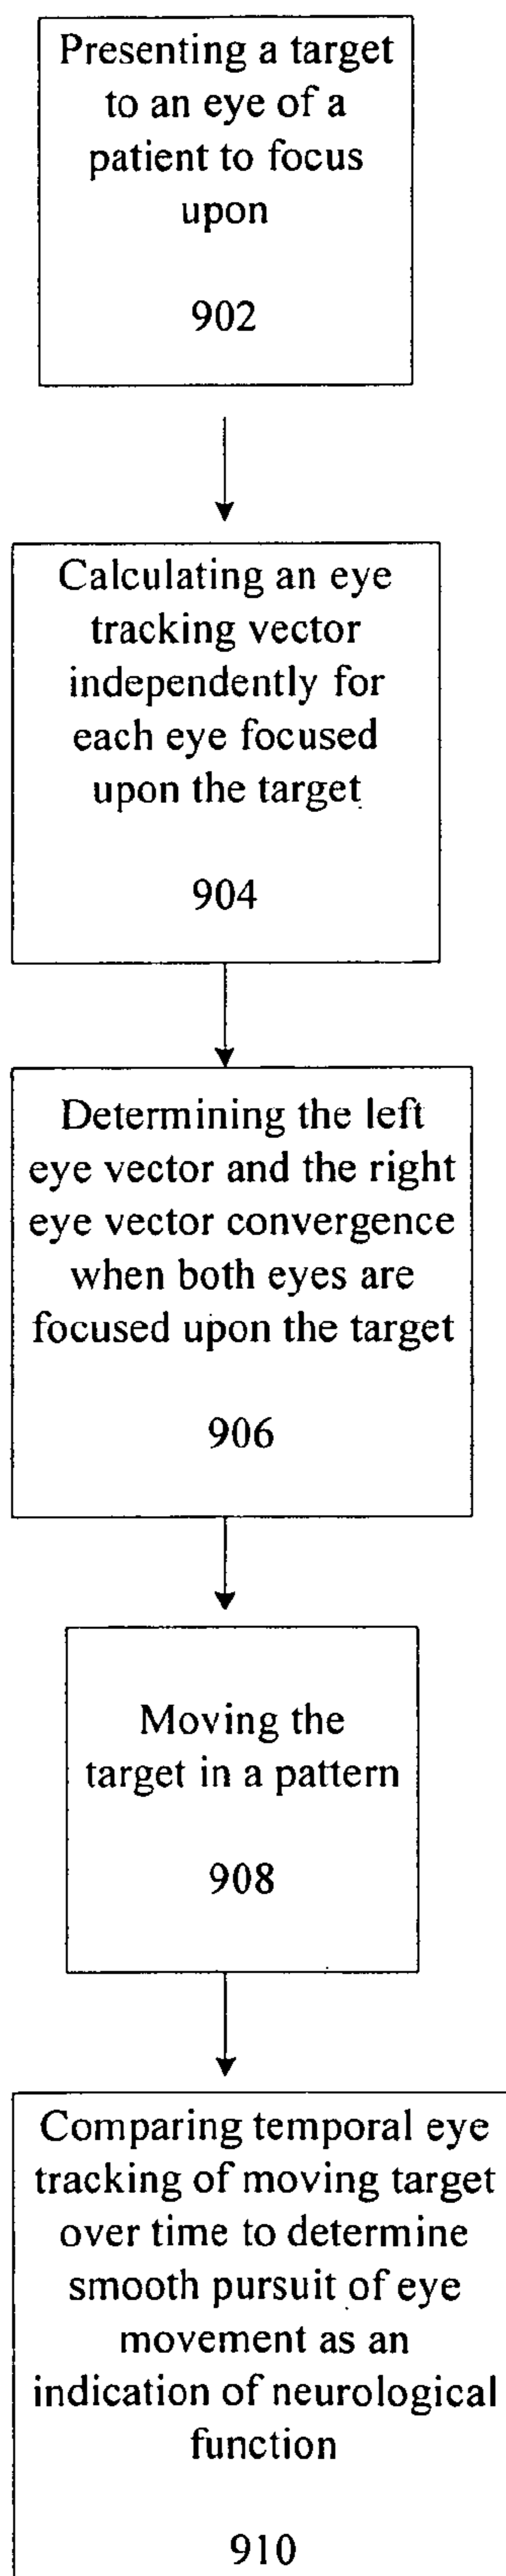 Presenting a target
to an eye of a
patient to focus
upon
902
Calculating an eye
tracking vector
independently for
each eye focused
upon the target
904
Determining the left
eye vector and the right
eye vector convergence
when both eyes are
focused upon the target
906
Moving the
target in a pattern
908
Comparing temporal eye
tracking of moving target
over time to determine
smooth pursuit of eye
movement as an
indication of neurological
function
910